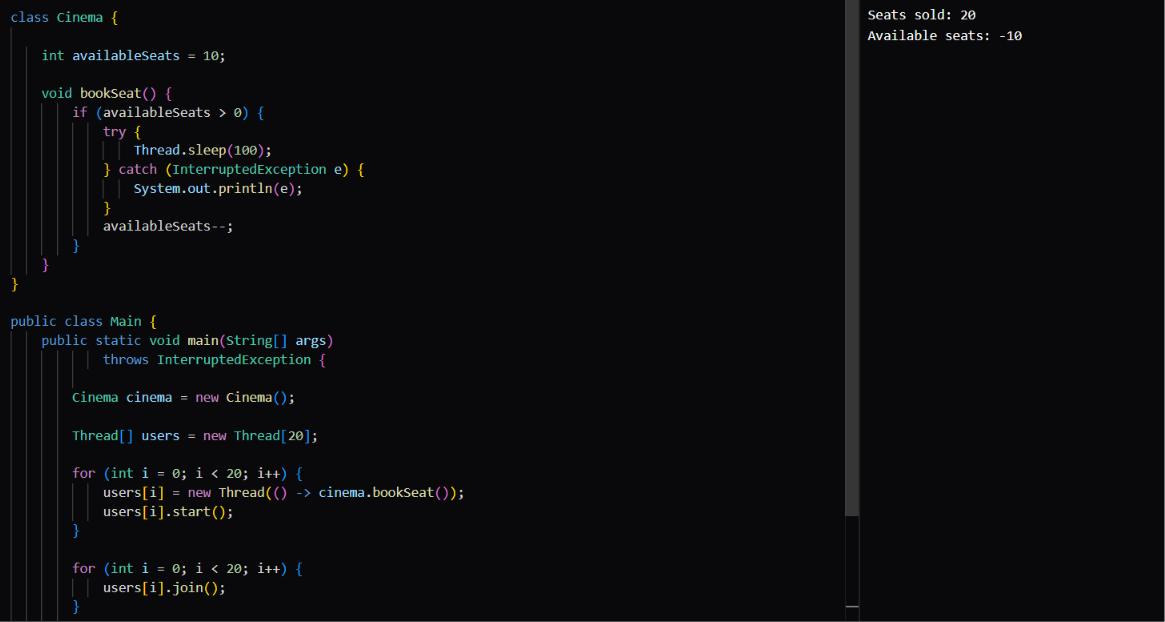 class Cinema {
int availableSeats = 10;
void bookSeat() {
if (availableSeats > 0) {
try {
Thread.sleep(100);
} catch (InterruptedException e) {
System.out.println(e);
}
availableSeats--;
}
}
}
public class Main {
public static void main(String[] args)
throws InterruptedException {
Cinema cinema = new Cinema();
Thread[] users = new Thread[20];
for (int i = 0; i < 20; i++) {
users[i] = new Thread(() -> cinema.bookSeat());
users[i].start();
}
for (int i = 0; i < 20; i++) {
users[i].join();
}
Seats sold: 20
Available seats: -10